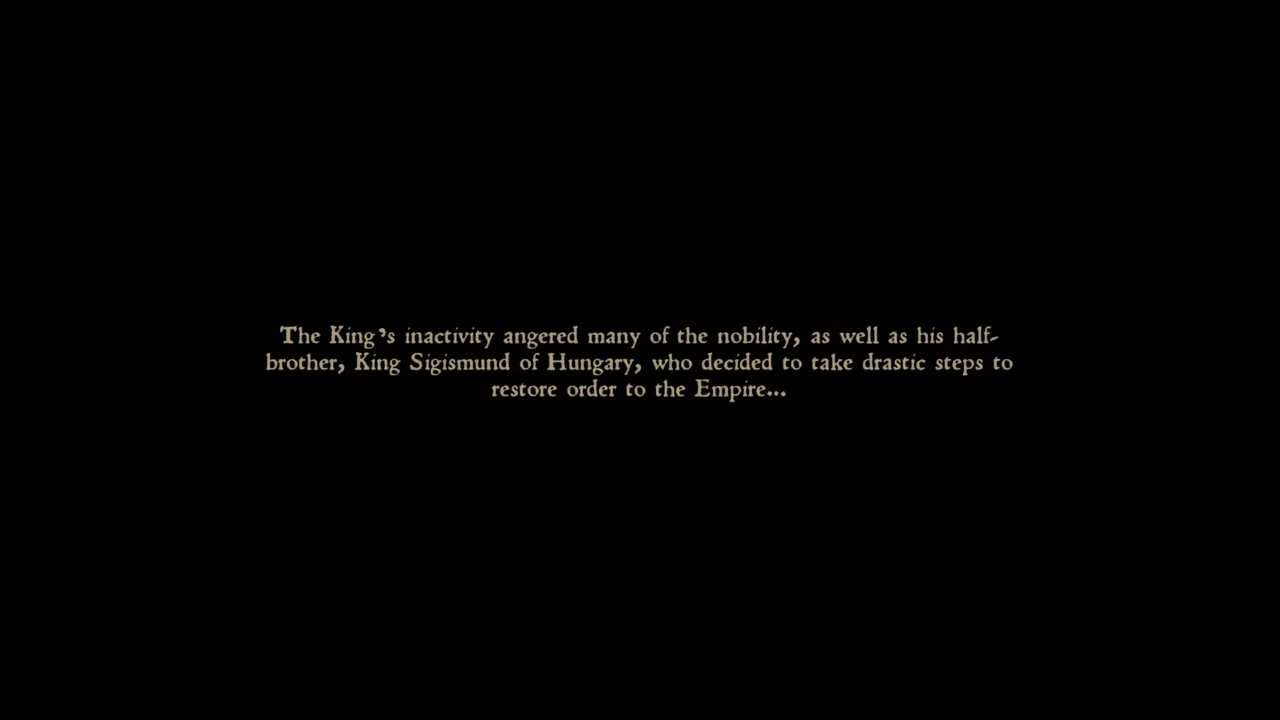 The King's inactivity angered many of the nobility, as well as his half-
brother, King Sigismund of Hungary, who decided to take drastic steps to
restore order to the Empire...